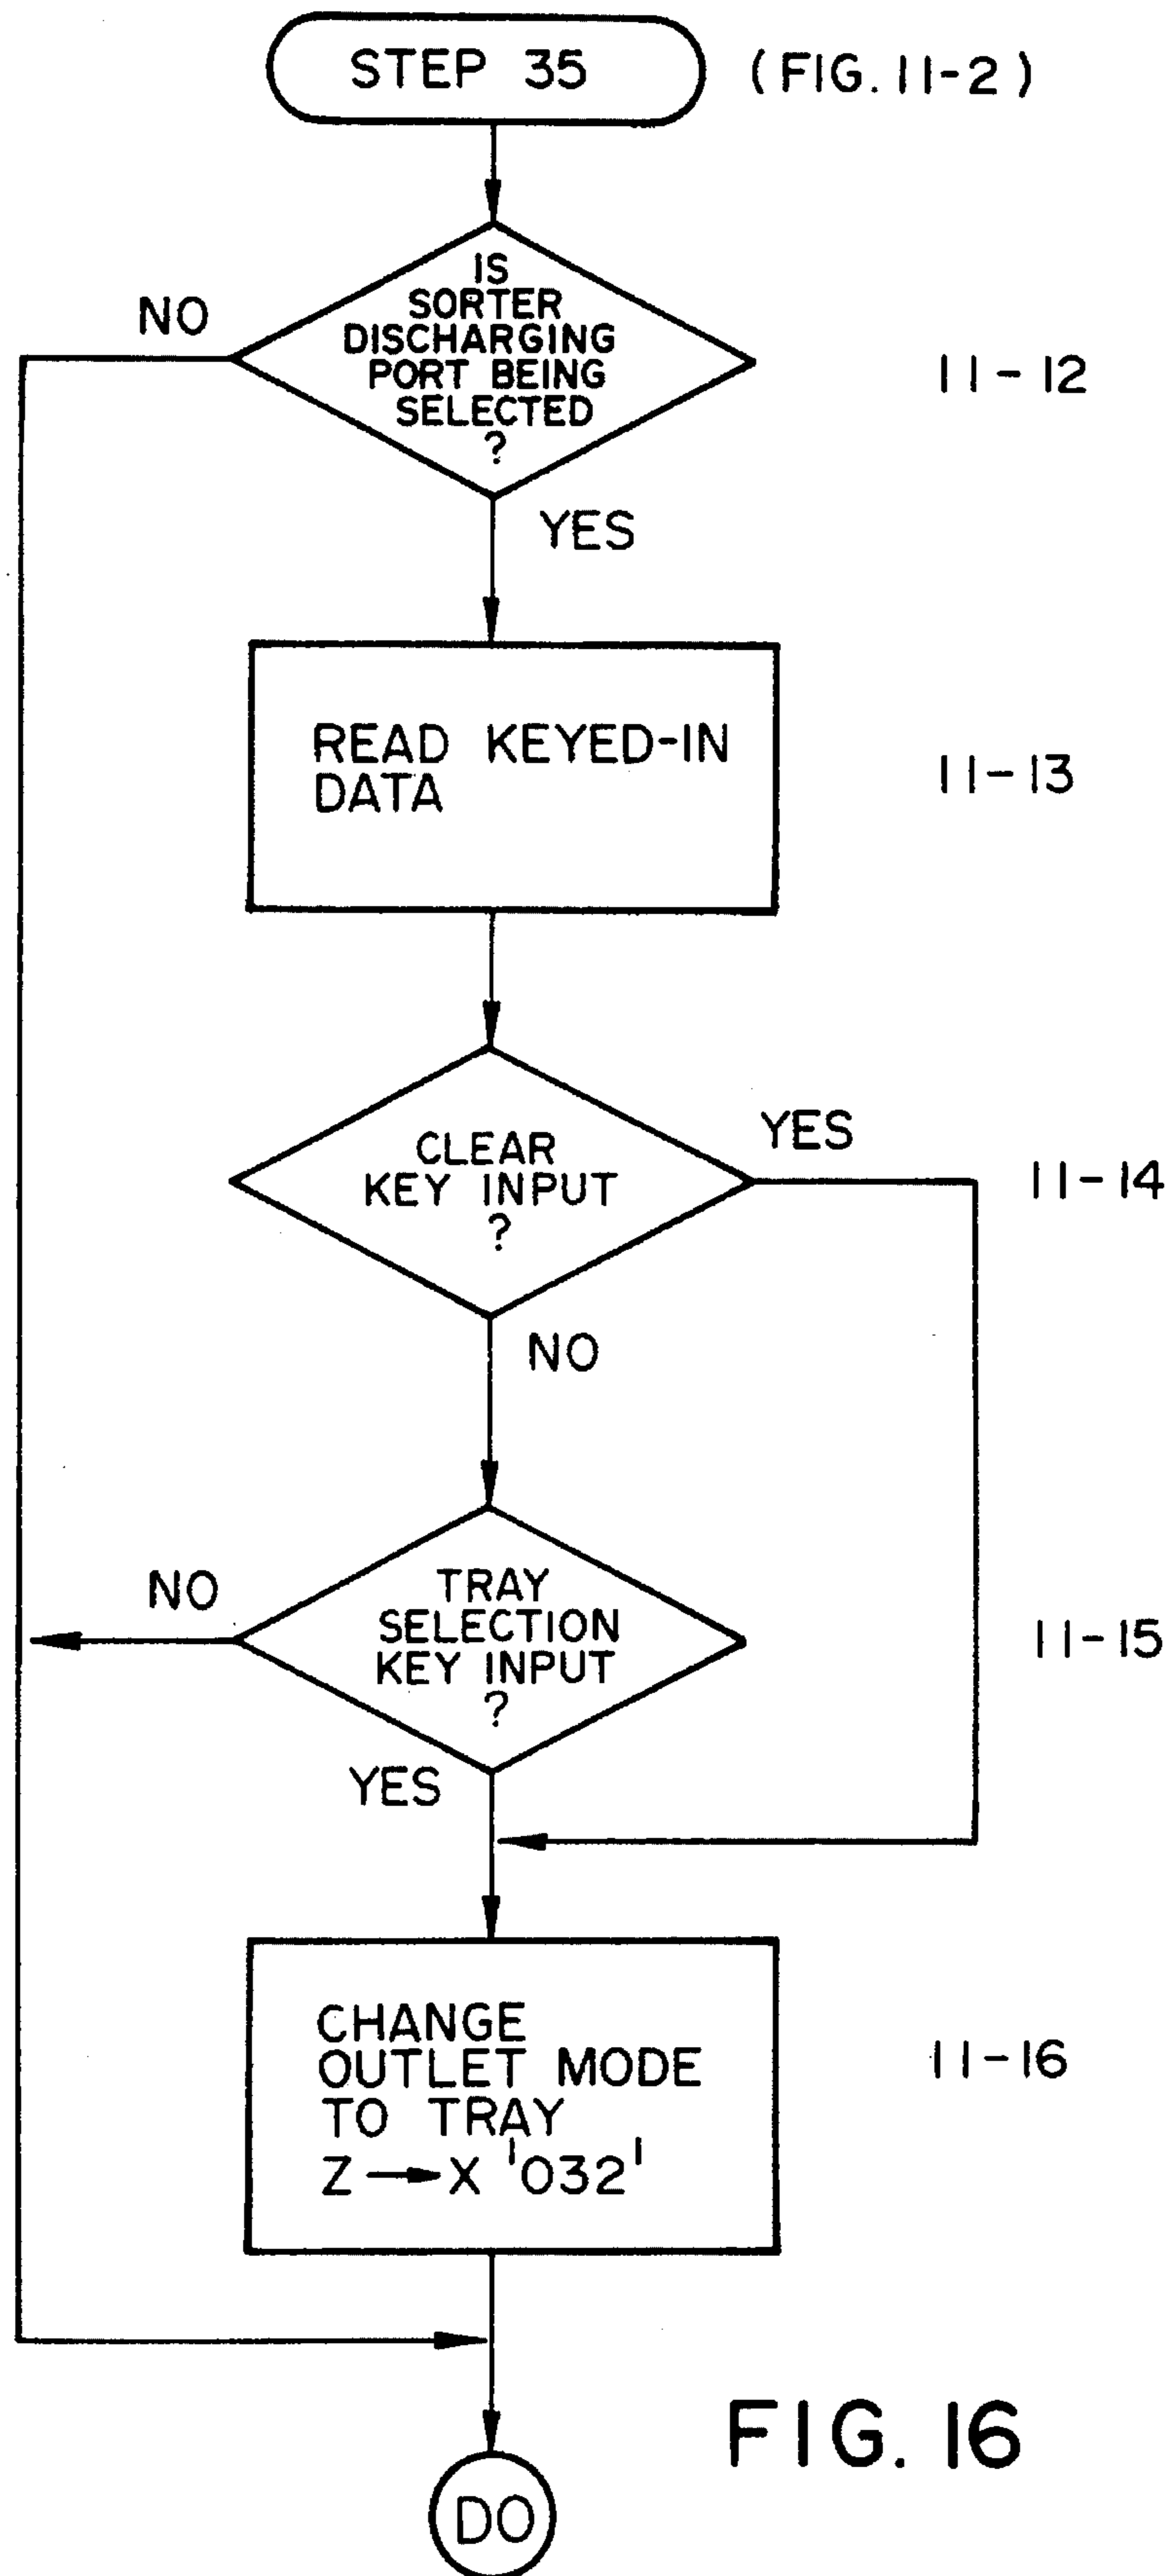 STEP 35 (FIG. 11-2)
IS
SORTER
DISCHARGING
PORT BEING
SELECTED
?
NO
11-12
YES
READ KEYED-IN
DATA
11-13
CLEAR
KEY INPUT
?
YES
11-14
NO
TRAY
SELECTION
KEY INPUT
?
NO
11-15
YES
CHANGE
OUTLET MODE
TO TRAY
Z → X '032'
11-16
FIG. 16
DO